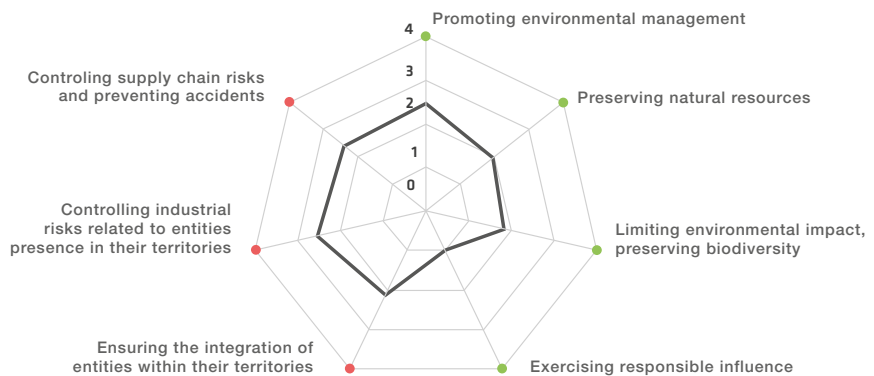 Promoting environmental management
4
3
2
1
0
Controling supply chain risks
and preventing accidents
Preserving natural resources
Controlling industrial
risks related to entities
presence in their territories
Limiting environmental impact,
preserving biodiversity
Ensuring the integration of
entities within their territories
Exercising responsible influence